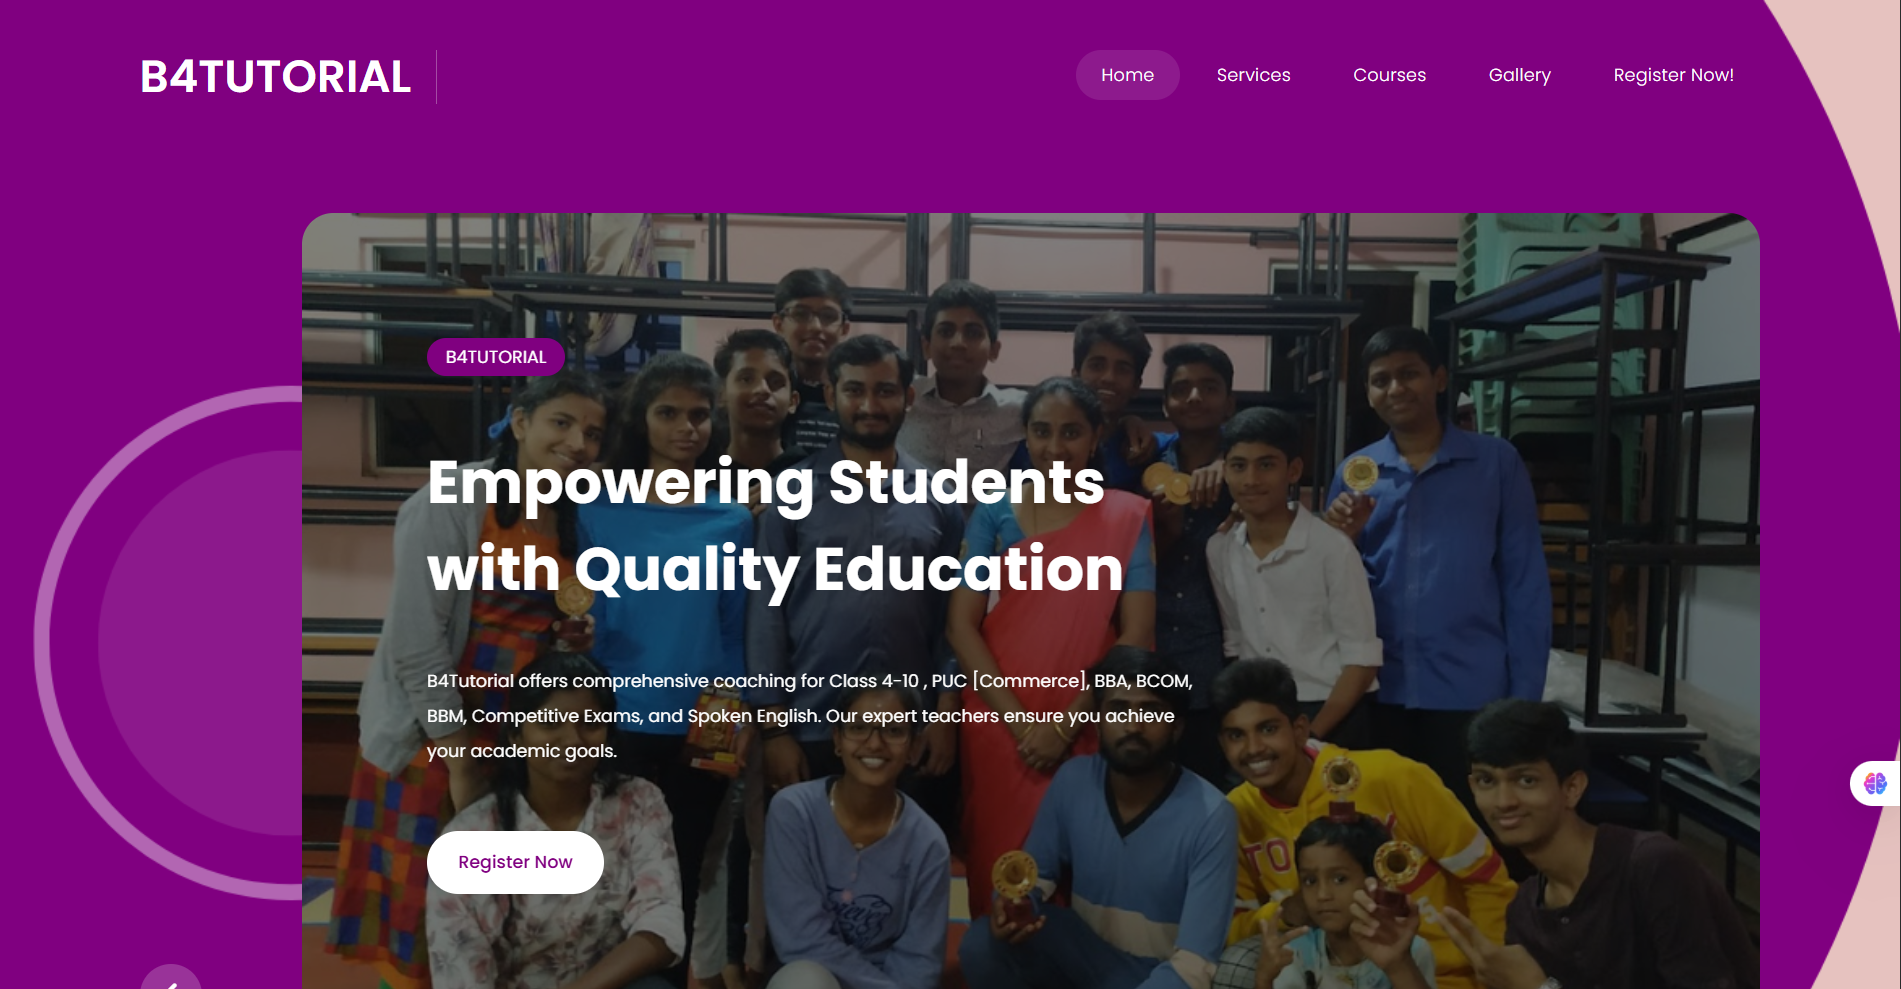 B4TUTORIAL
Home Services Courses Gallery Register Now!
B4TUTORIAL
Empowering Students
with Quality Education
B4Tutorial offers comprehensive coaching for Class 4-10 , PUC [Commerce], BBA, BCOM,
BBM, Competitive Exams, and Spoken English. Our expert teachers ensure you achieve
your academic goals.
Register Now